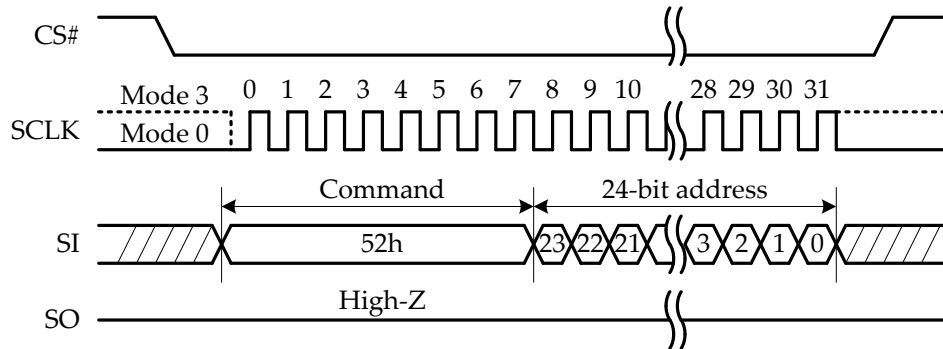 CS#
Mode 3 0 1 2 3 4 5 6 7 8 9 10 28 29 30 31
SCLK Mode 0
Command 24-bit address
SI 52h 23 22 21 3 2 1 0
High-Z
SO